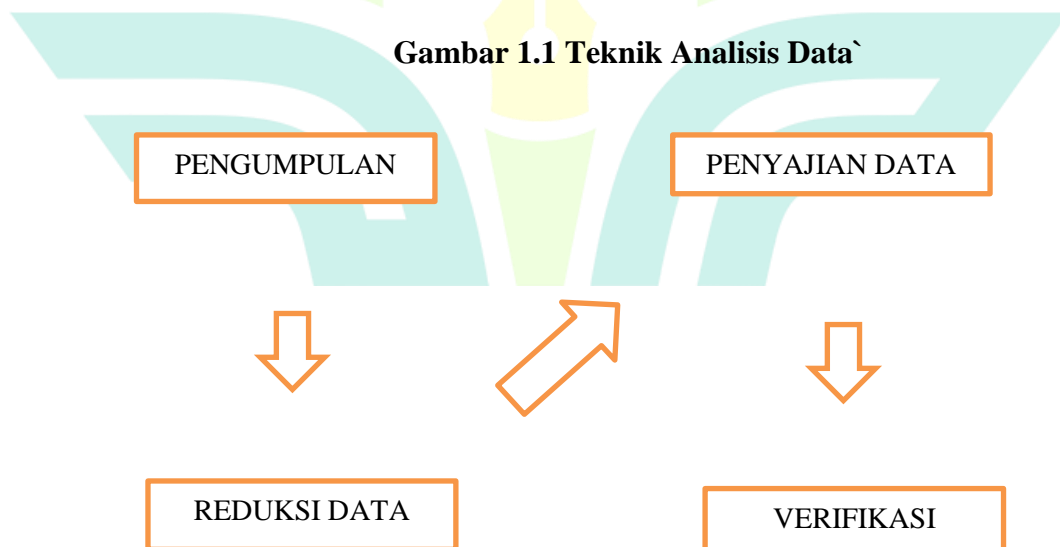 Gambar 1.1 Teknik Analisis Data`
PENGUMPULAN
PENYAJIAN DATA
REDUKSI DATA
VERIFIKASI